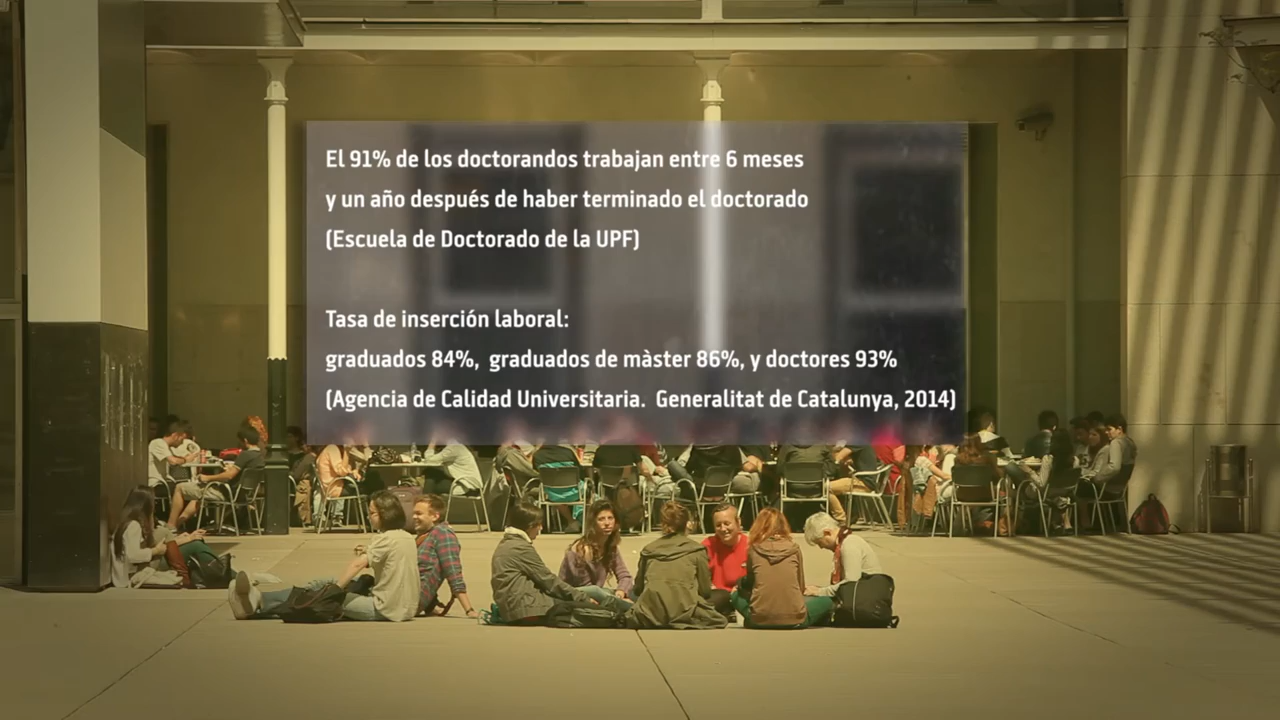 El 91% de los doctorandos trabajan entre 6 meses
y un año después de haber terminado el doctorado
(Escuela de Doctorado de la UPF)
Tasa de inserción laboral:
graduados 84%, graduados de màster 86%, y doctores 93%
(Agencia de Calidad Universitaria. Generalitat de Catalunya, 2014)